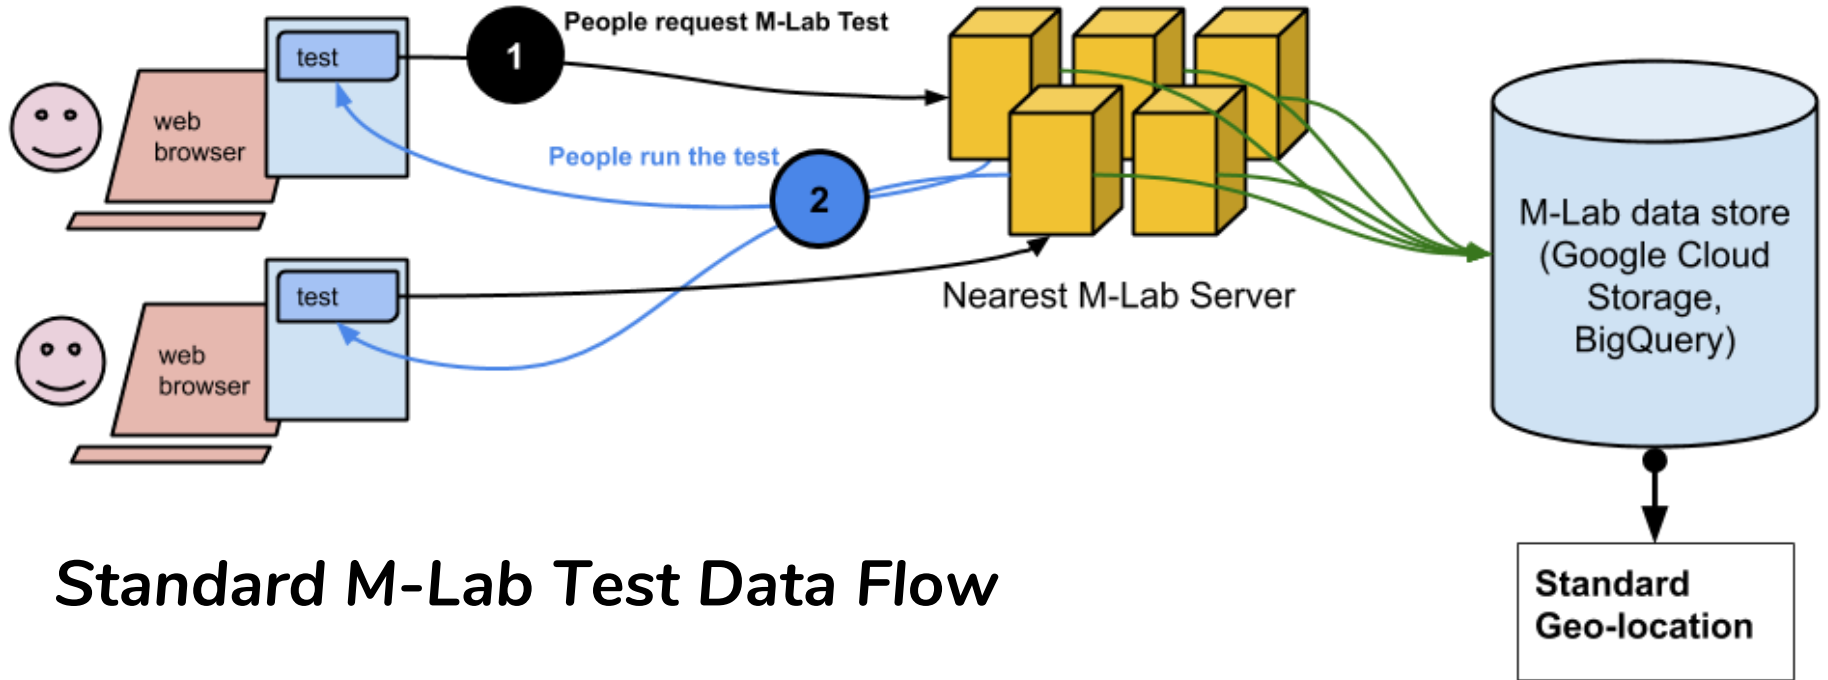 test
1
People request M-Lab Test
web
browser
People run the test
2
test
web
browser
Nearest M-Lab Server
M-Lab data store
(Google Cloud
Storage,
BigQuery)
Standard M-Lab Test Data Flow
Standard
Geo-location